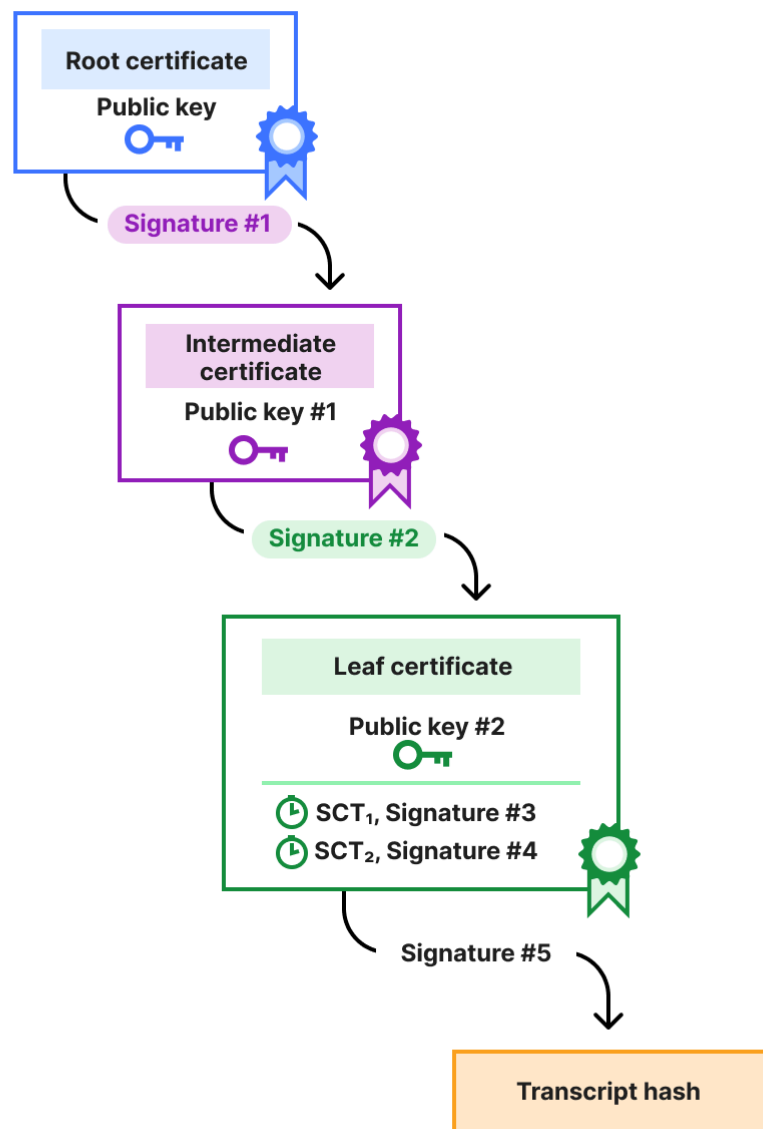 Root certificate
Public key
Signature #1
Intermediate
certificate
Public key #1
Signature #2
Leaf certificate
Public key #2
SCT₁, Signature #3
SCT₂, Signature #4
Signature #5
Transcript hash